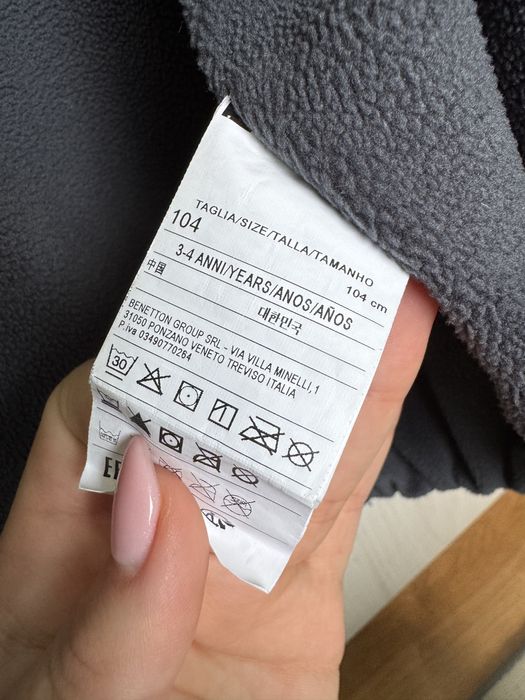 TAGLIA/SIZE/TALLA/TAMANHO
104
104 cm
3-4 ANNI/YEARS/ANOS/AÑOS
中国
대한민국
BENETTON GROUP SRL - VIA VILLA MINELLI, 1
31050 PONZANO VENETO TREVISO ITALIA
P.iva 03490770264
30